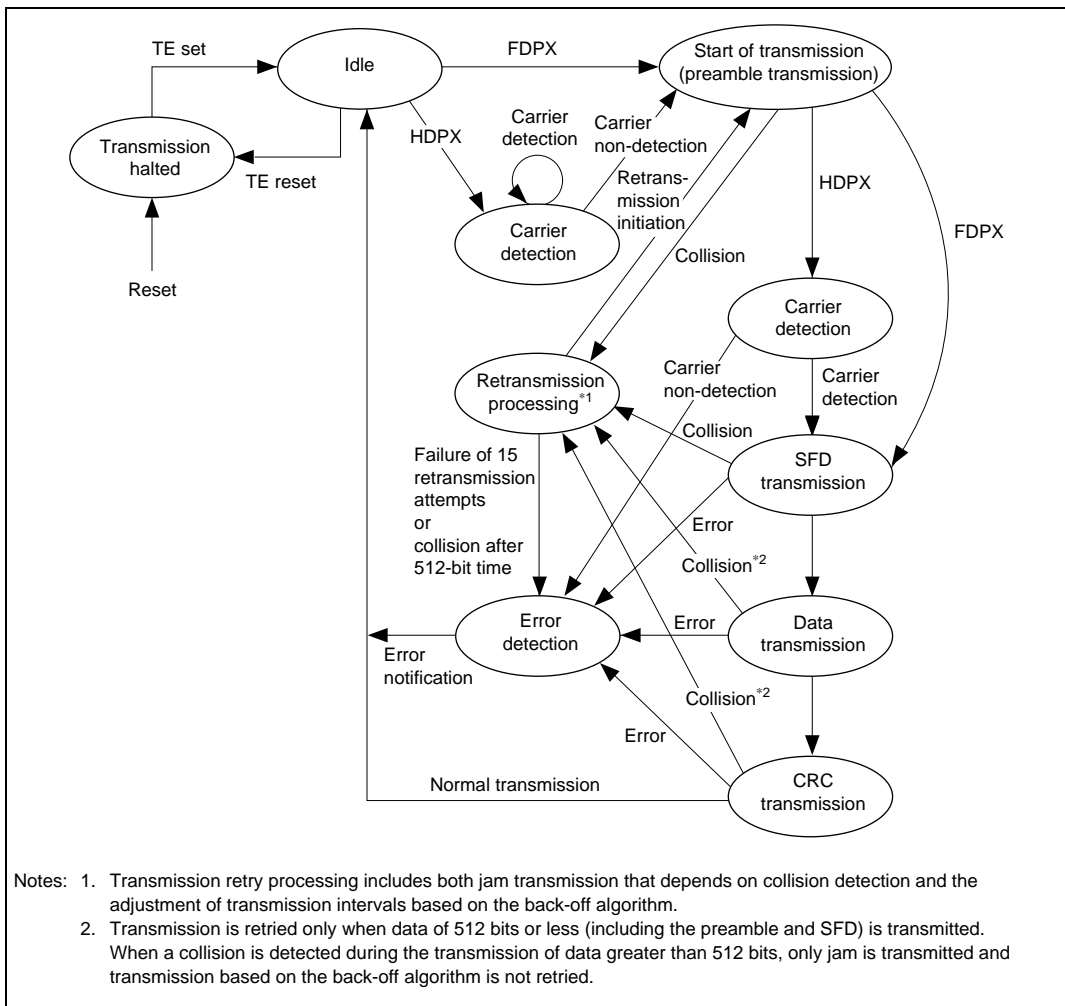 TE set
Idle
FDPX
Start of transmission
(preamble transmission)
Transmission
halted
TE reset
Reset
HDPX
Carrier
detection
Carrier
non-detection
Carrier
detection
Retrans-
mission
initiation
Collision
HDPX
FDPX
Carrier
detection
Carrier
non-detection
Carrier
detection
Retransmission
processing*1
Collision
SFD
transmission
Failure of 15
retransmission
attempts
or
collision after
512-bit time
Error
Collision*2
Error
detection
Error
Data
transmission
Error
notification
Collision*2
Error
Normal transmission
CRC
transmission
Notes: 1. Transmission retry processing includes both jam transmission that depends on collision detection and the
adjustment of transmission intervals based on the back-off algorithm.
2. Transmission is retried only when data of 512 bits or less (including the preamble and SFD) is transmitted.
When a collision is detected during the transmission of data greater than 512 bits, only jam is transmitted and
transmission based on the back-off algorithm is not retried.